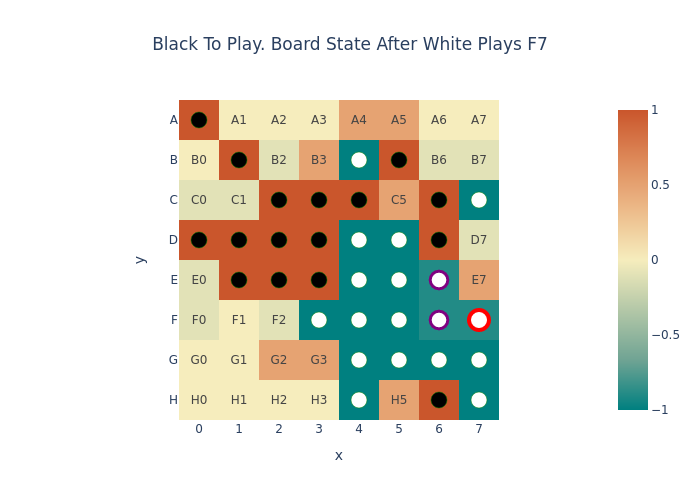 Black To Play. Board State After White Plays F7
A A1 A2 A3 A4 A5 A6 A7
B B0 B2 B3 B6 B7
C C0 C1 C5
D D7
E E0 E7
F F0 F1 F2
G G0 G1 G2 G3
H H0 H1 H2 H3 H5
0 1 2 3 4 5 6 7
x
y
1
0.5
0
−0.5
−1